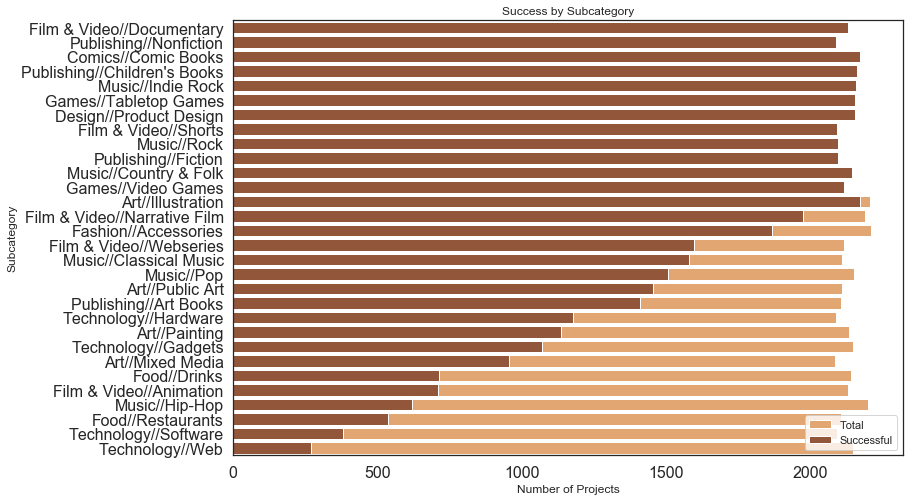 Success by Subcategory
Film & Video//Documentary
Publishing//Nonfiction
Comics//Comic Books
Publishing//Children's Books
Music//Indie Rock
Games//Tabletop Games
Design//Product Design
Film & Video//Shorts
Music//Rock
Publishing//Fiction
Music//Country & Folk
Games//Video Games
Art//Illustration
Film & Video//Narrative Film
Fashion//Accessories
Film & Video//Webseries
Music//Classical Music
Music//Pop
Art//Public Art
Publishing//Art Books
Technology//Hardware
Art//Painting
Technology//Gadgets
Art//Mixed Media
Food//Drinks
Film & Video//Animation
Music//Hip-Hop
Food//Restaurants
Technology//Software
Technology//Web
Subcategory
Total
Successful
0 500 1000 1500 2000
Number of Projects